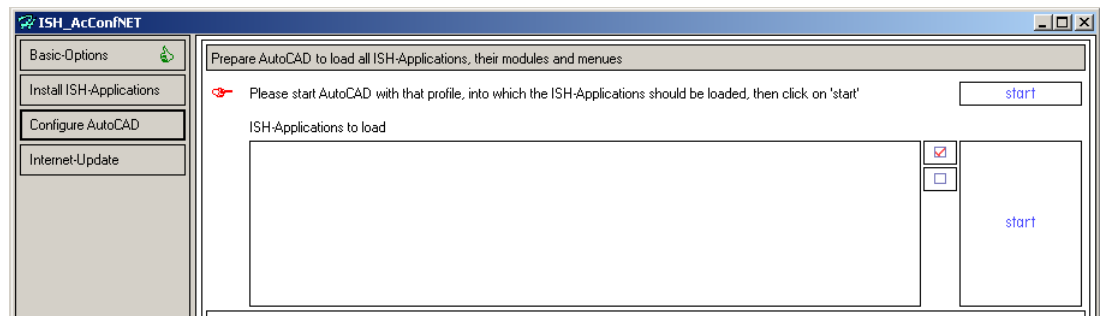 ISH_AcConfNET
Basic-Options
Install ISH-Applications
Configure AutoCAD
Internet-Update
Prepare AutoCAD to load all ISH-Applications, their modules and menues
Please start AutoCAD with that profile, into which the ISH-Applications should be loaded, then click on 'start'
start
ISH-Applications to load
start